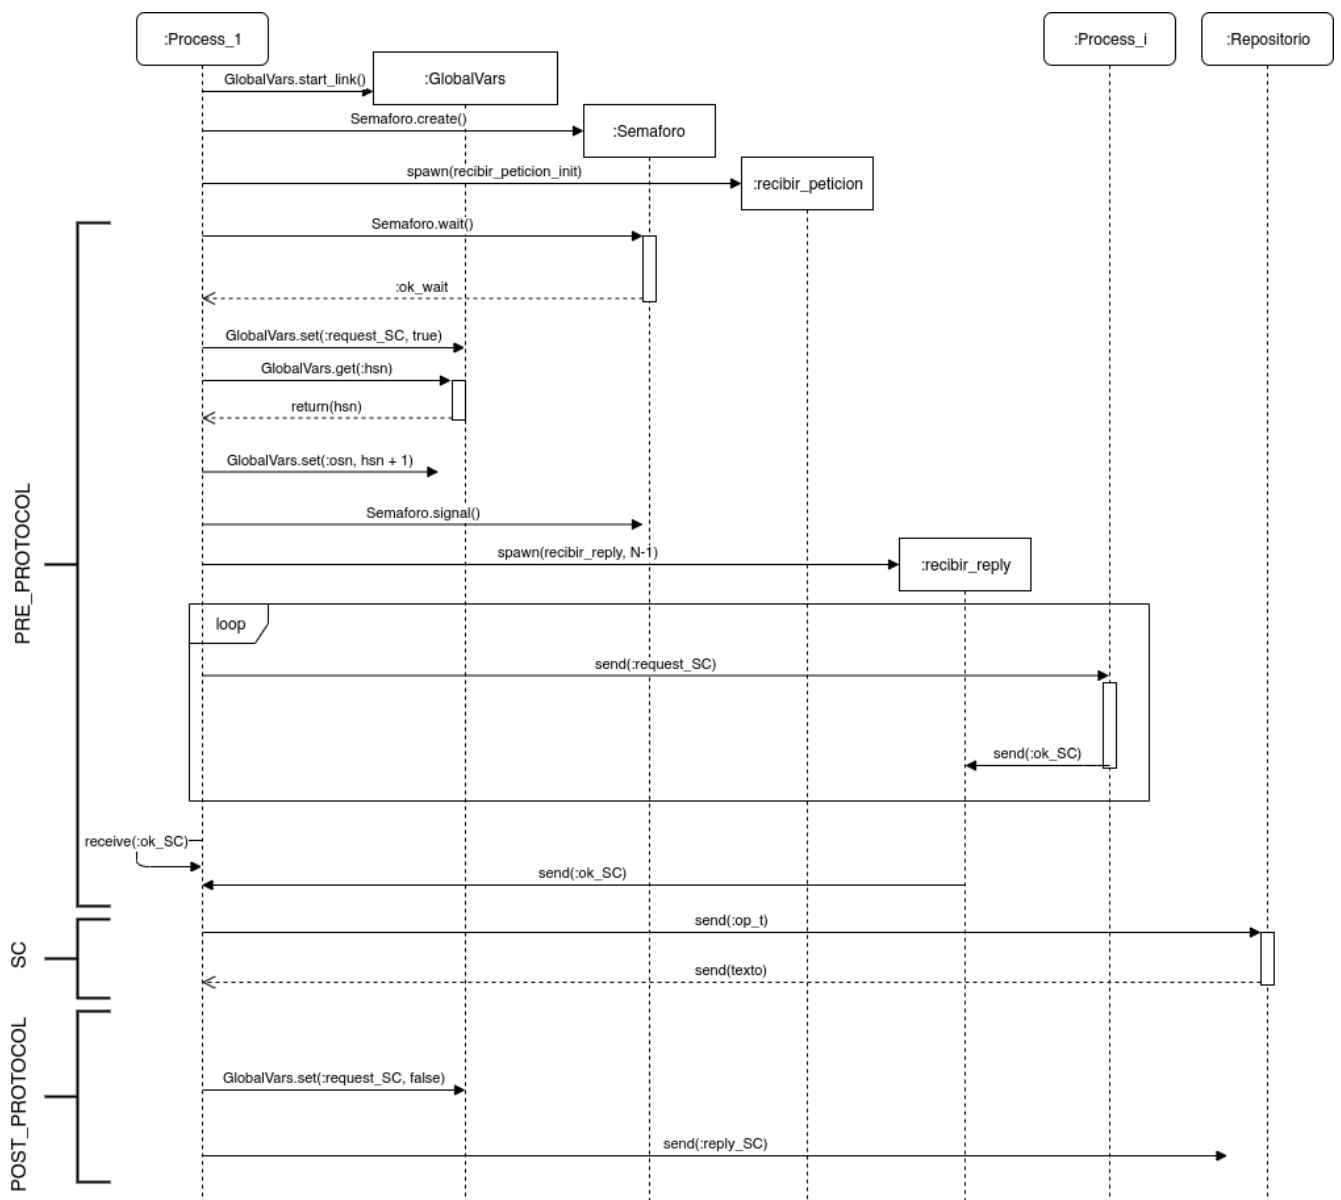 :Process_1
:Process_i
:Repositorio
GlobalVars.start_link()
:GlobalVars
Semaforo.create()
:Semaforo
spawn(recibir_peticion_init)
:recibir_peticion
Semaforo.wait()
:ok_wait
GlobalVars.set(:request_SC, true)
GlobalVars.get(:hsn)
return(hsn)
GlobalVars.set(:osn, hsn + 1)
Semaforo.signal()
PRE_PROTOCOL
spawn(recibir_reply, N-1)
:recibir_reply
loop
send(:request_SC)
send(:ok_SC)
receive(:ok_SC)
send(:ok_SC)
SC
send(:op_t)
send(texto)
POST_PROTOCOL
GlobalVars.set(:request_SC, false)
send(:reply_SC)